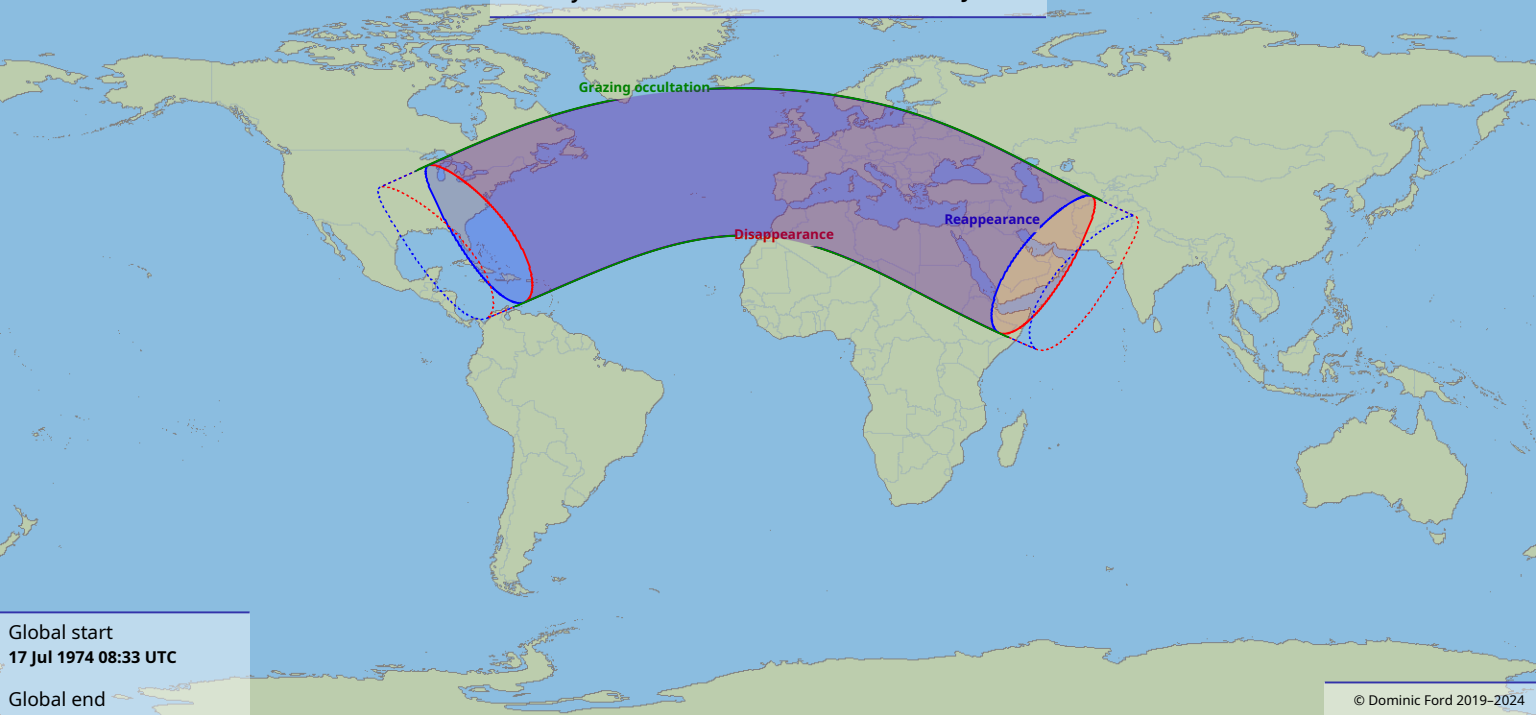 Grazing occultation
Reappearance
Disappearance
Global start
17 Jul 1974 08:33 UTC
Global end
© Dominic Ford 2019–2024